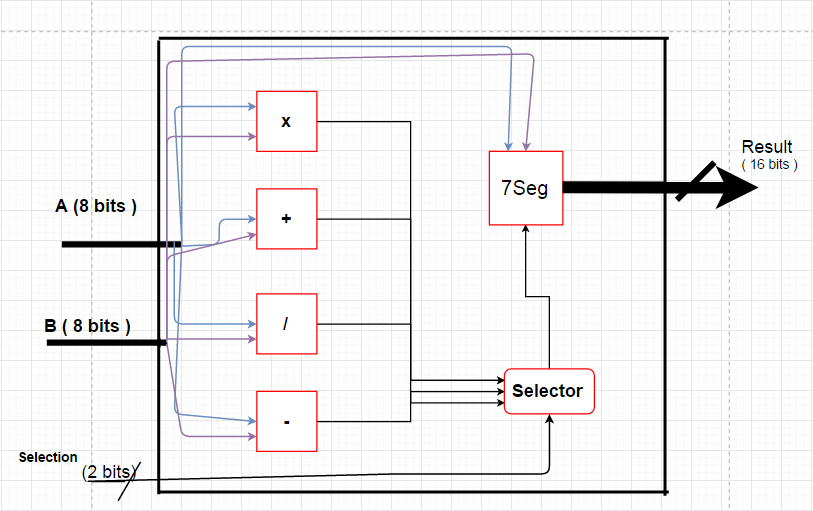 x
7Seg
Result
( 16 bits )
A (8 bits )
+
B ( 8 bits )
/
-
Selector
Selection
(2 bits)